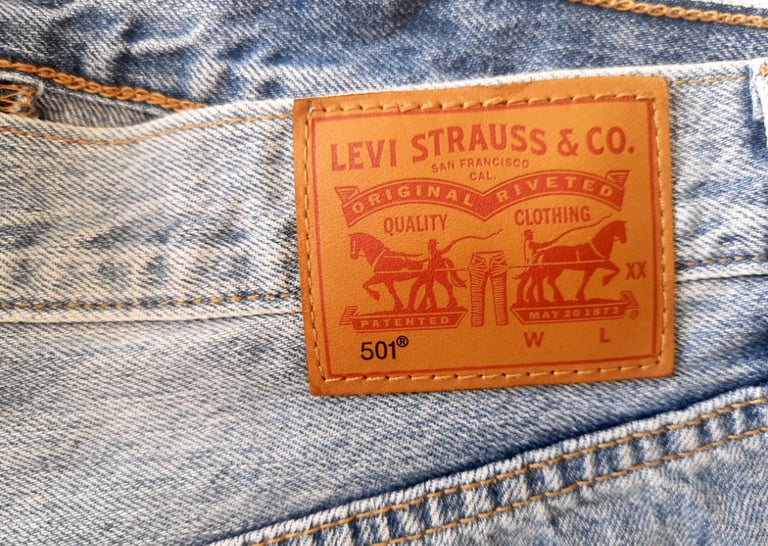 LEVI STRAUSS & CO.
SAN FRANCISCO
CAL.
ORIGINAL RIVETED
QUALITY CLOTHING
XX
PATENTED MAY 20 1873 ®
501®
W L